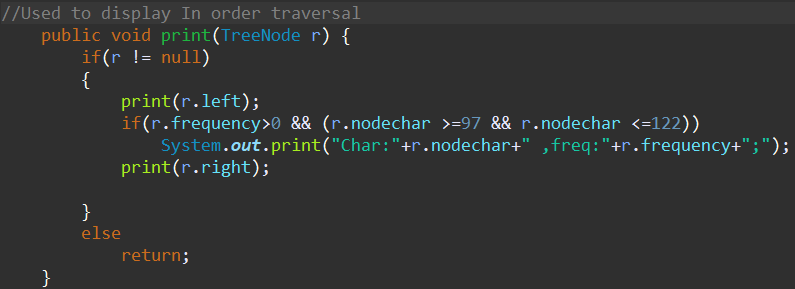 //Used to display In order traversal
public void print(TreeNode r) {
if(r != null)
{
print(r.left);
if(r.frequency>0 && (r.nodechar >=97 && r.nodechar <=122))
System.out.print("Char:"+r.nodechar+" ,freq:"+r.frequency+";");
print(r.right);
}
else
return;
}